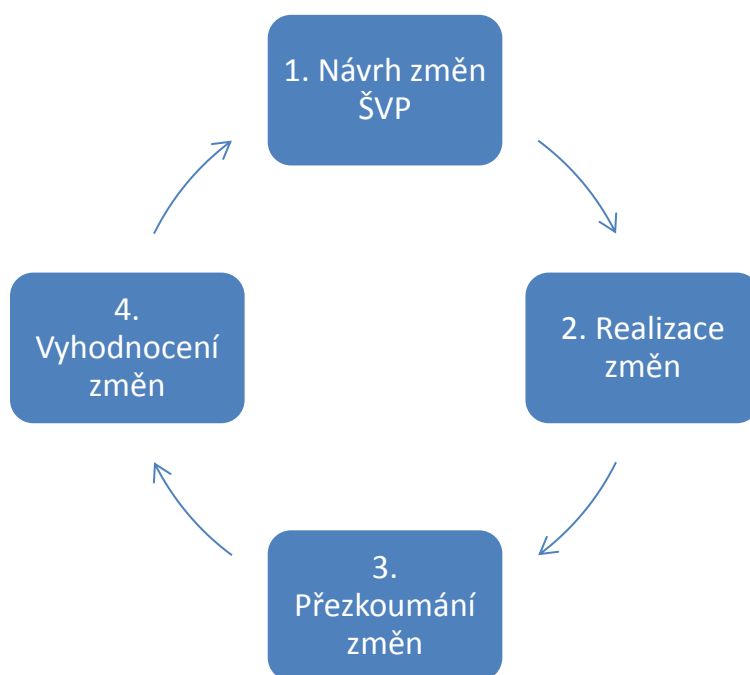 1. Návrh změn
ŠVP
2. Realizace
změn
3.
Přezkoumání
změn
4.
Vyhodnocení
změn